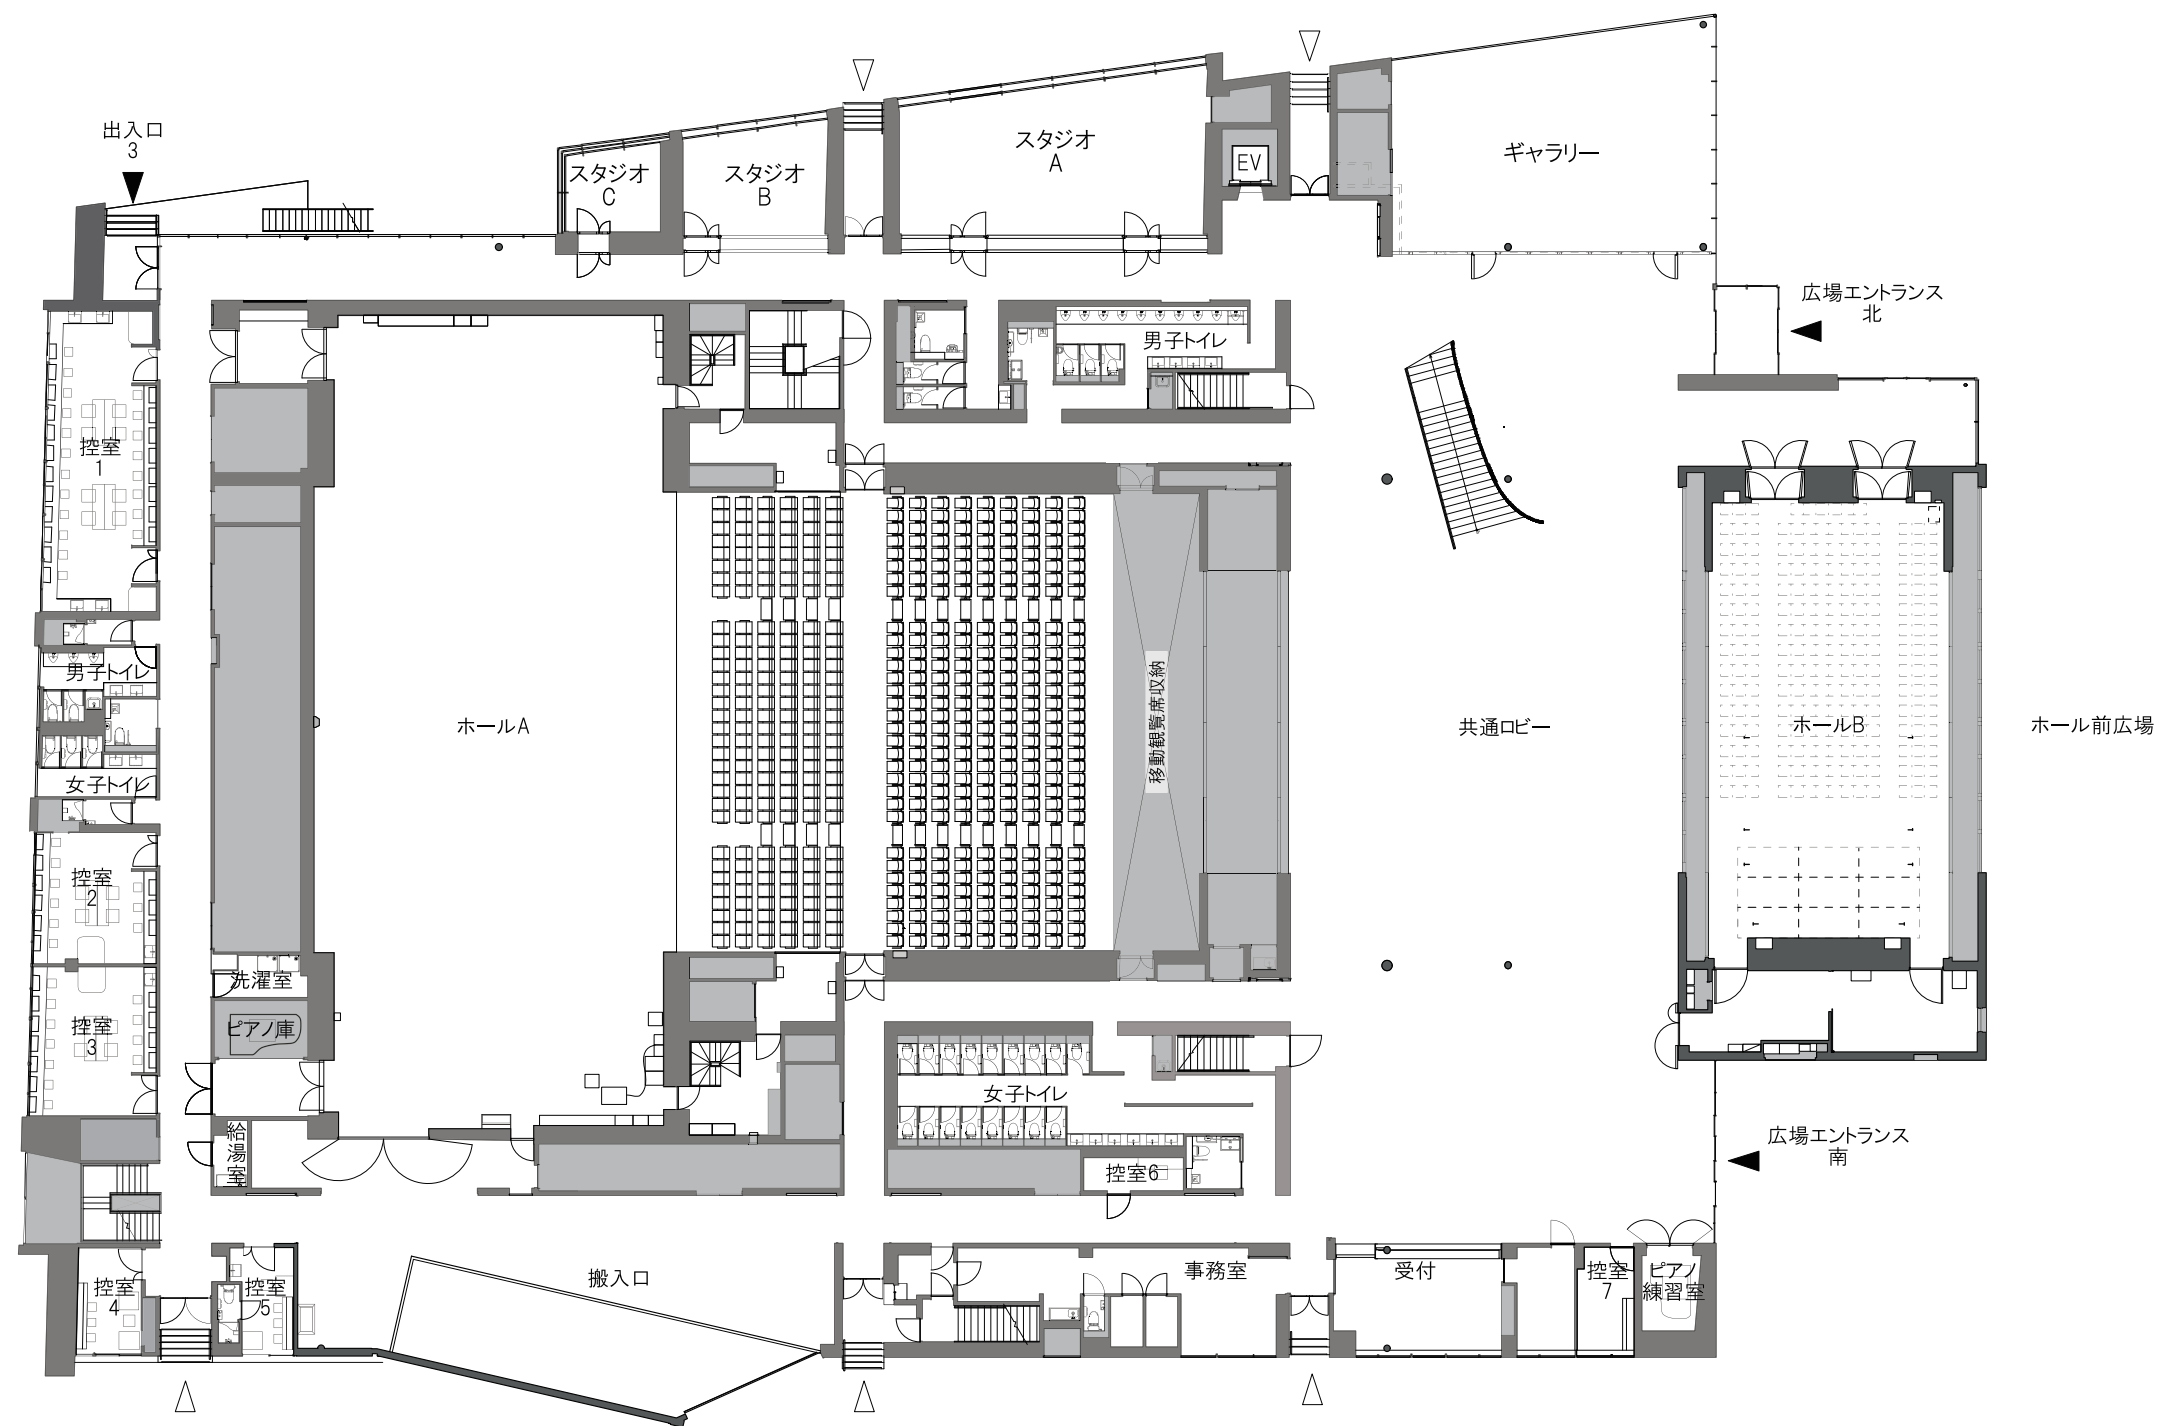 出入口
3
スタジオ
C
スタジオ
B
スタジオ
A
EV
ギャラリー
広場エントランス
北
男子トイレ
控室
1
男子トイレ
女子トイレ
ホールA
移動観覧席収納
共通ロビー
ホールB
ホール前広場
控室
2
洗濯室
控室
3
ピアノ庫
女子トイレ
給湯室
控室6
広場エントランス
南
控室
4
控室
5
搬入口
事務室
受付
控室
7
ピアノ
練習室